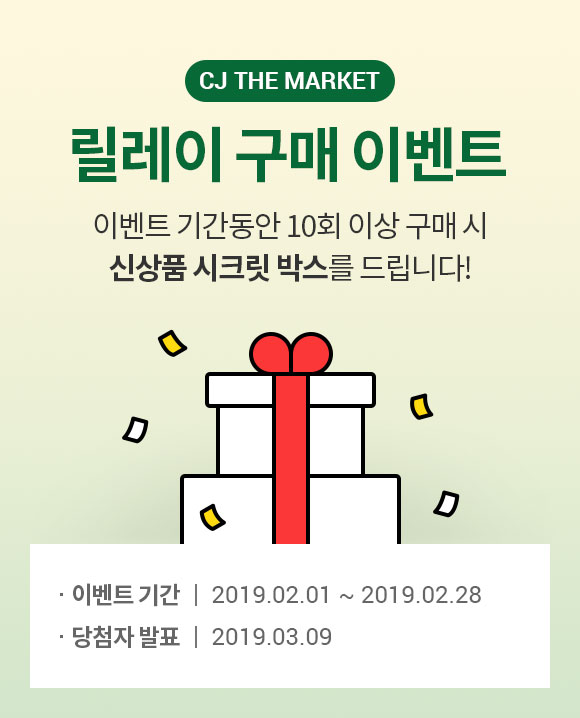 CJ THE MARKET
릴레이 구매 이벤트
이벤트 기간동안 10회 이상 구매 시
신상품 시크릿 박스를 드립니다!
· 이벤트 기간 | 2019.02.01 ~ 2019.02.28
· 당첨자 발표 | 2019.03.09